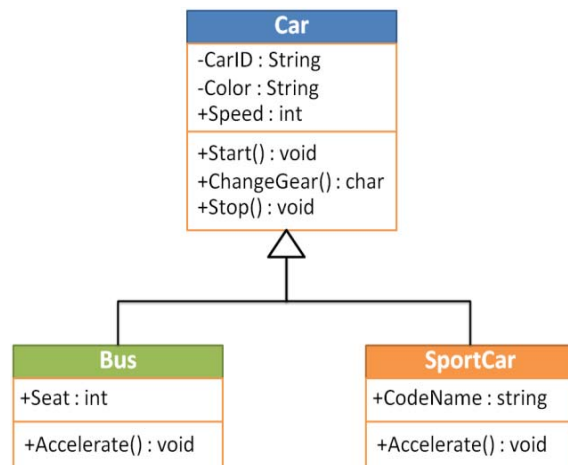 Car
-CarID : String
-Color : String
+Speed : int
+Start() : void
+ChangeGear() : char
+Stop() : void
Bus
+Seat : int
+Accelerate() : void
SportCar
+CodeName : string
+Accelerate() : void